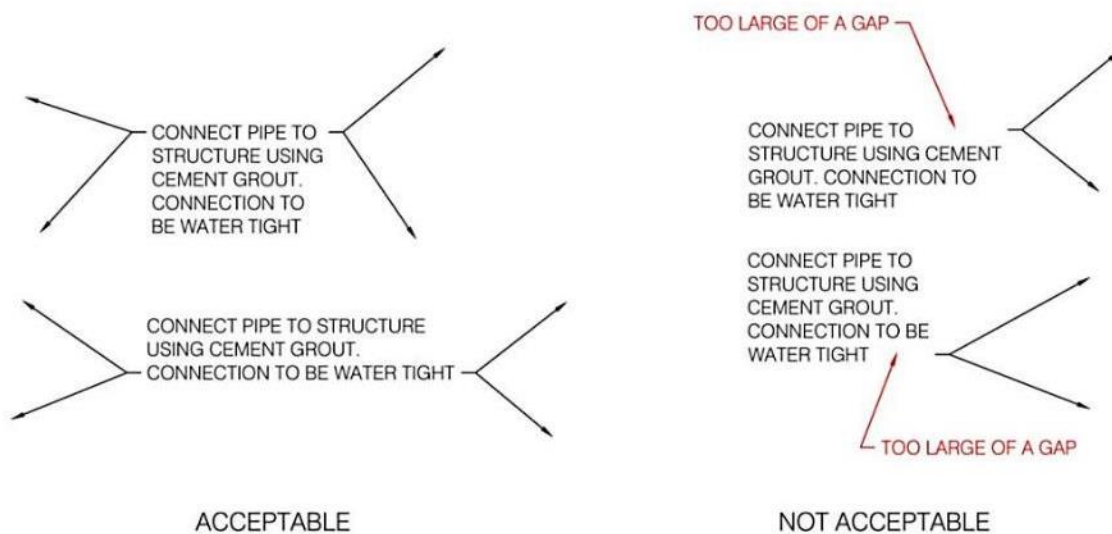 CONNECT PIPE TO
STRUCTURE USING
CEMENT GROUT.
CONNECTION TO
BE WATER TIGHT
CONNECT PIPE TO STRUCTURE
USING CEMENT GROUT.
CONNECTION TO BE WATER TIGHT
ACCEPTABLE
TOO LARGE OF A GAP
CONNECT PIPE TO
STRUCTURE USING CEMENT
GROUT. CONNECTION TO
BE WATER TIGHT
CONNECT PIPE TO
STRUCTURE USING
CEMENT GROUT.
CONNECTION TO BE
WATER TIGHT
TOO LARGE OF A GAP
NOT ACCEPTABLE